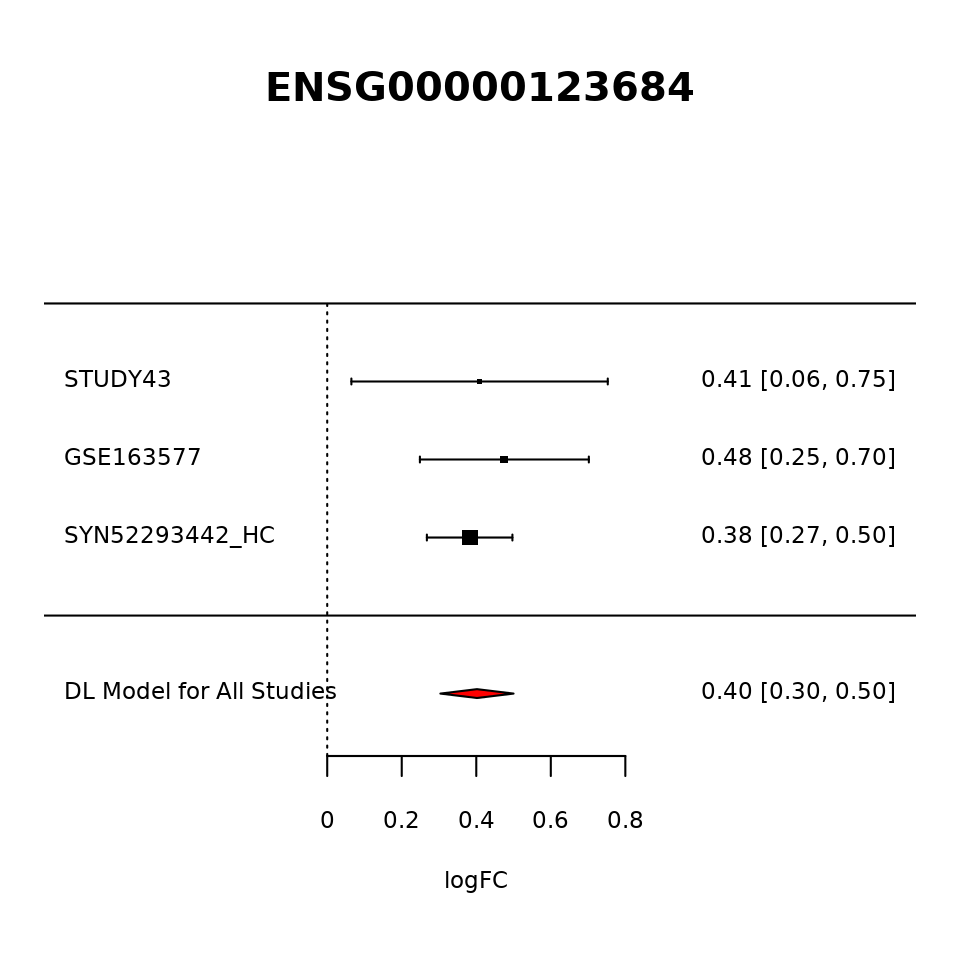 ENSG00000123684
STUDY43 0.41 [0.06, 0.75]
GSE163577 0.48 [0.25, 0.70]
SYN52293442_HC 0.38 [0.27, 0.50]
DL Model for All Studies 0.40 [0.30, 0.50]
0 0.2 0.4 0.6 0.8
logFC